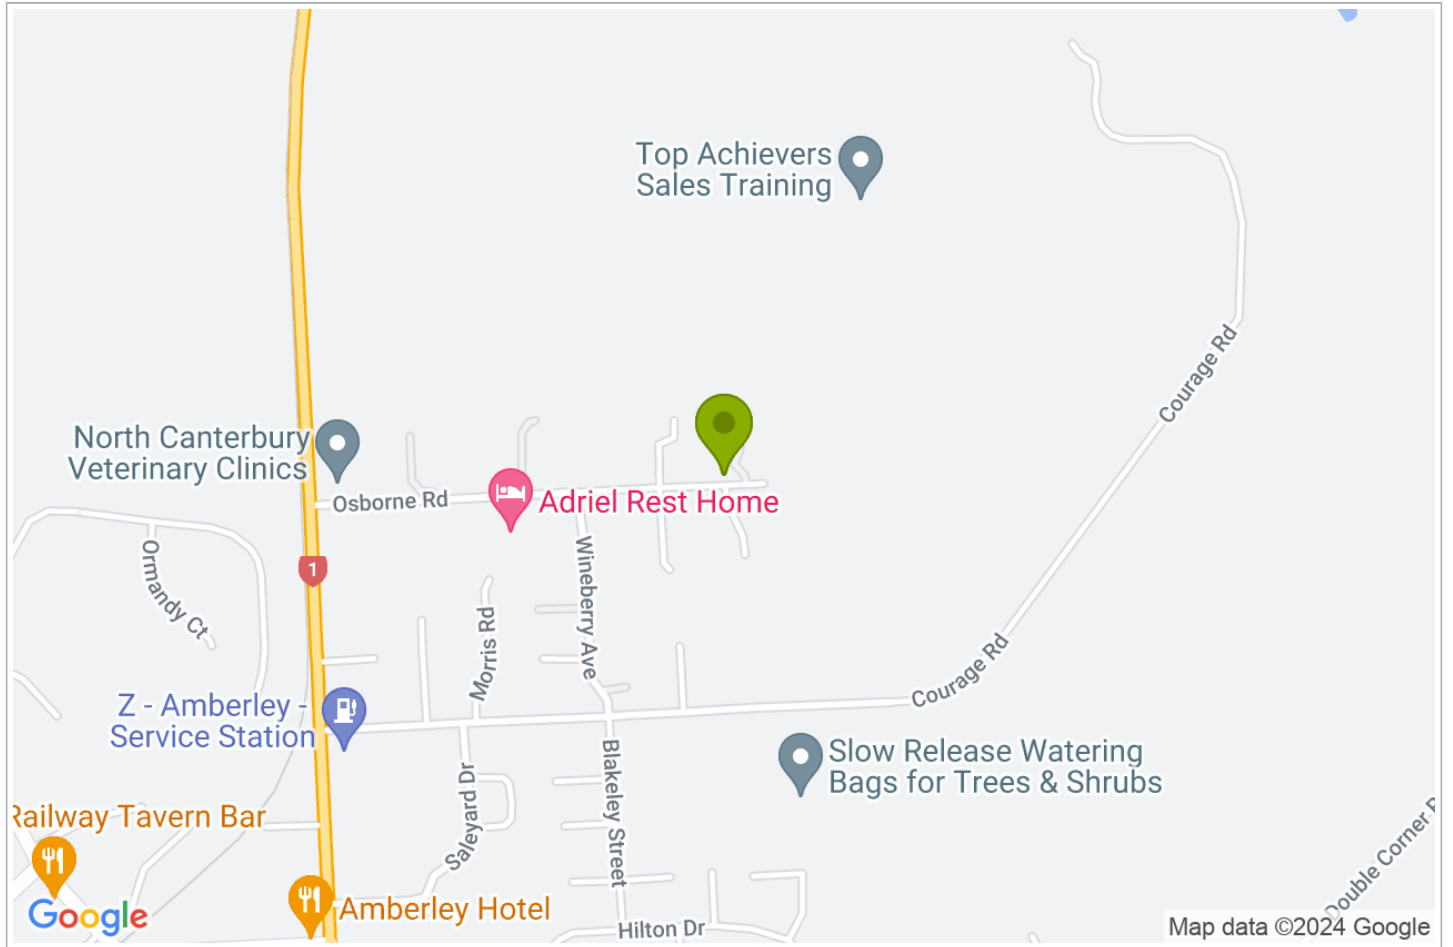 Top Achievers
Sales Training
Courage Rd
North Canterbury
Veterinary Clinics
Osborne Rd
Adriel Rest Home
1
Ormandy Ct
Wineberry Ave
Morris Rd
Courage Rd
Z - Amberley -
Service Station
Slow Release Watering
Bags for Trees & Shrubs
Blakeley Street
Saleyard Dr
Railway Tavern Bar
Double Corner R
Amberley Hotel
Hilton Dr
Google
Map data ©2024 Google